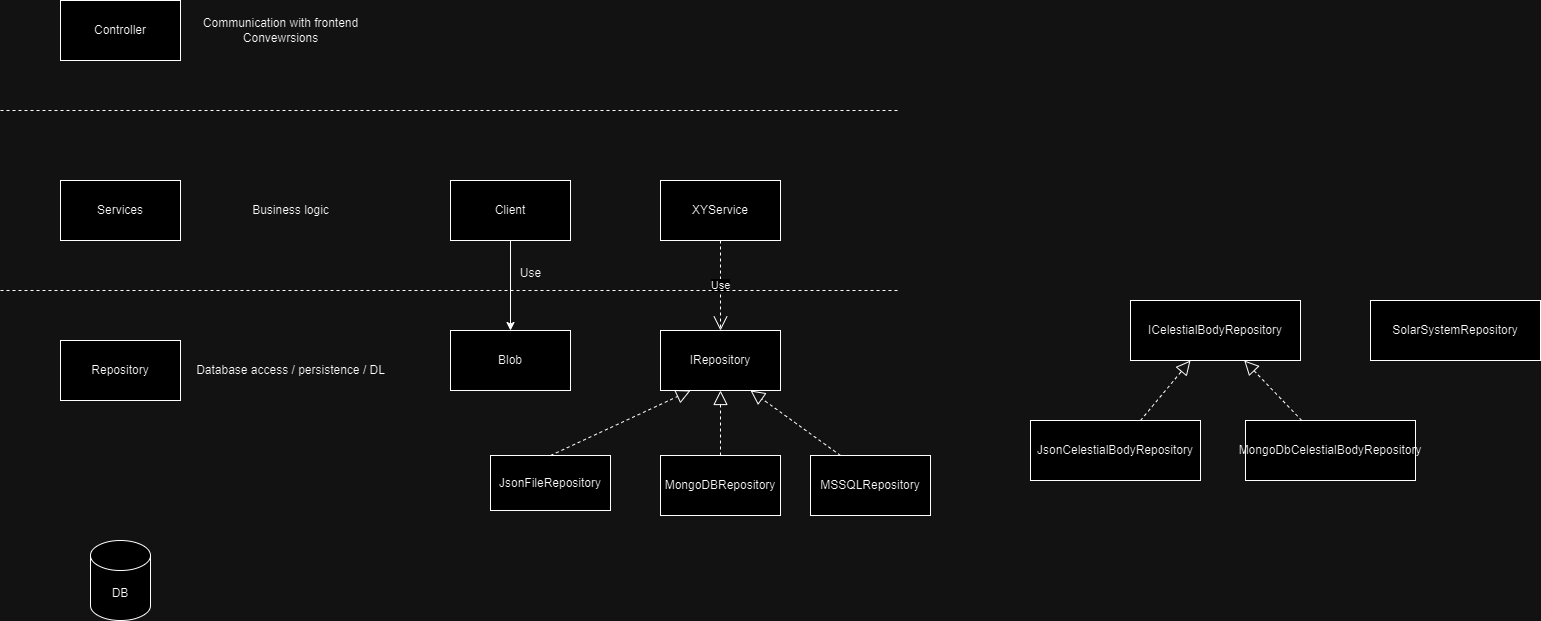 Controller
Communication with frontend
Convewrsions
Services
Business logic
Client
XYService
Use
Use
Repository
Database access / persistence / DL
Blob
IRepository
ICelestialBodyRepository
SolarSystemRepository
JsonFileRepository
MongoDBRepository
MSSQLRepository
JsonCelestialBodyRepository
MongoDbCelestialBodyRepository
DB